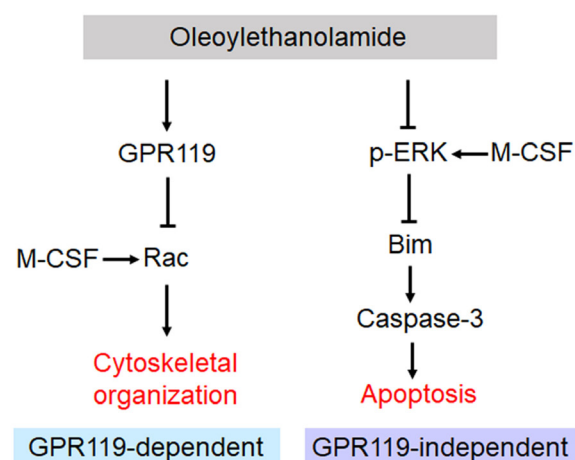 Oleoylethanolamide
GPR119
p-ERK
M-CSF
M-CSF
Rac
Bim
Caspase-3
Cytoskeletal
organization
Apoptosis
GPR119-dependent
GPR119-independent